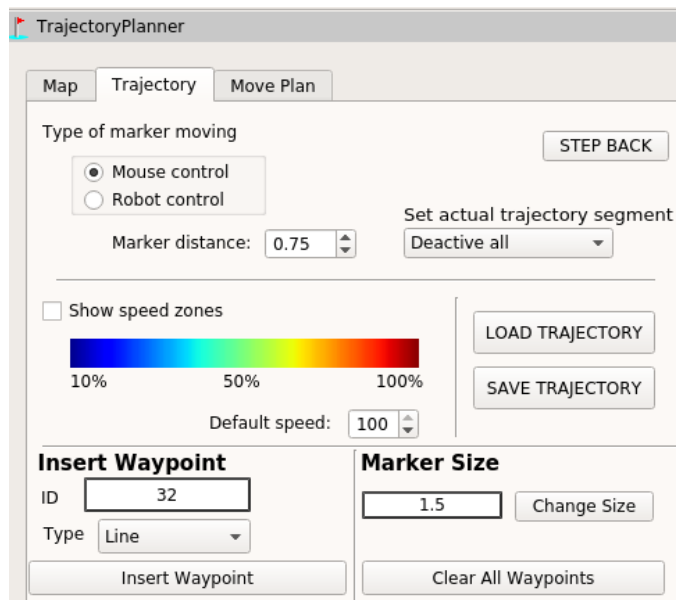 TrajectoryPlanner
Map Trajectory Move Plan
Type of marker moving
STEP BACK
Mouse control
Robot control
Set actual trajectory segment
Marker distance: 0.75 Deactive all
Show speed zones
LOAD TRAJECTORY
10% 50% 100%
SAVE TRAJECTORY
Default speed: 100
Insert Waypoint Marker Size
ID 32
1.5 Change Size
Type Line
Insert Waypoint Clear All Waypoints